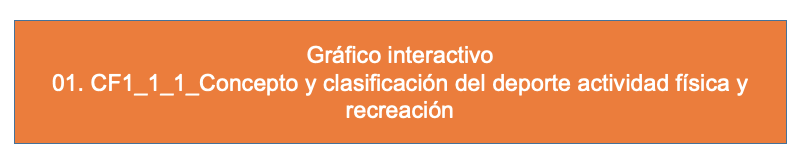 Gráfico interactivo
01. CF1_1_1_Concepto y clasificación del deporte actividad física y
recreación